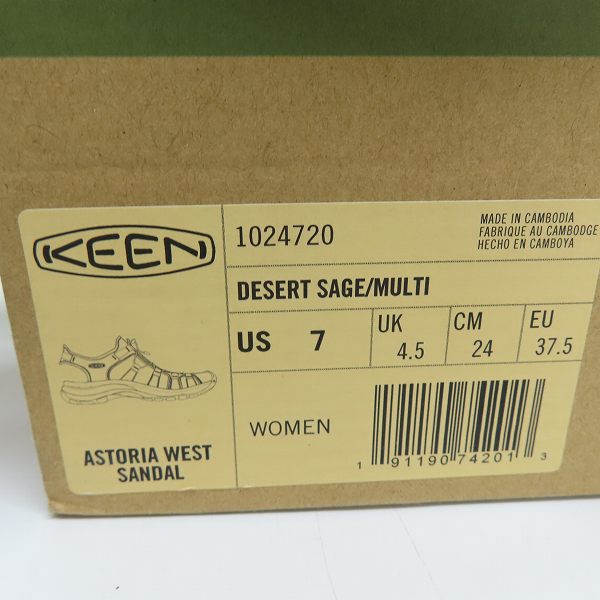 KEEN
1024720
MADE IN CAMBODIA
FABRIQUE AU CAMBODGE
HECHO EN CAMBOYA
DESERT SAGE/MULTI
US 7
UK 4.5
CM 24
EU 37.5
WOMEN
1 91190 74201 3
ASTORIA WEST
SANDAL